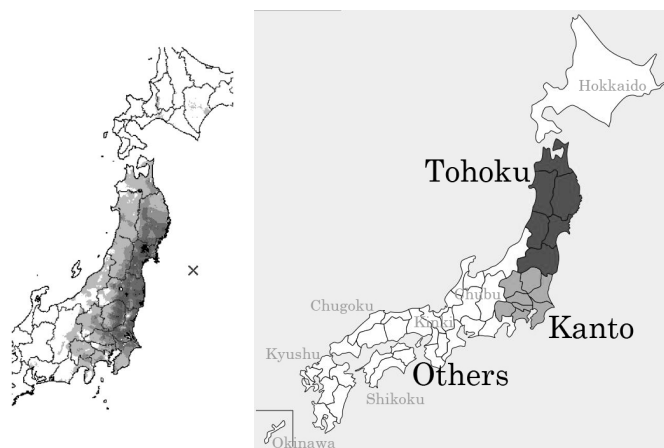 Hokkaido
Tohoku
Chubu
Chugoku
Kinki
Kanto
Kyushu
Others
Shikoku
Okinawa